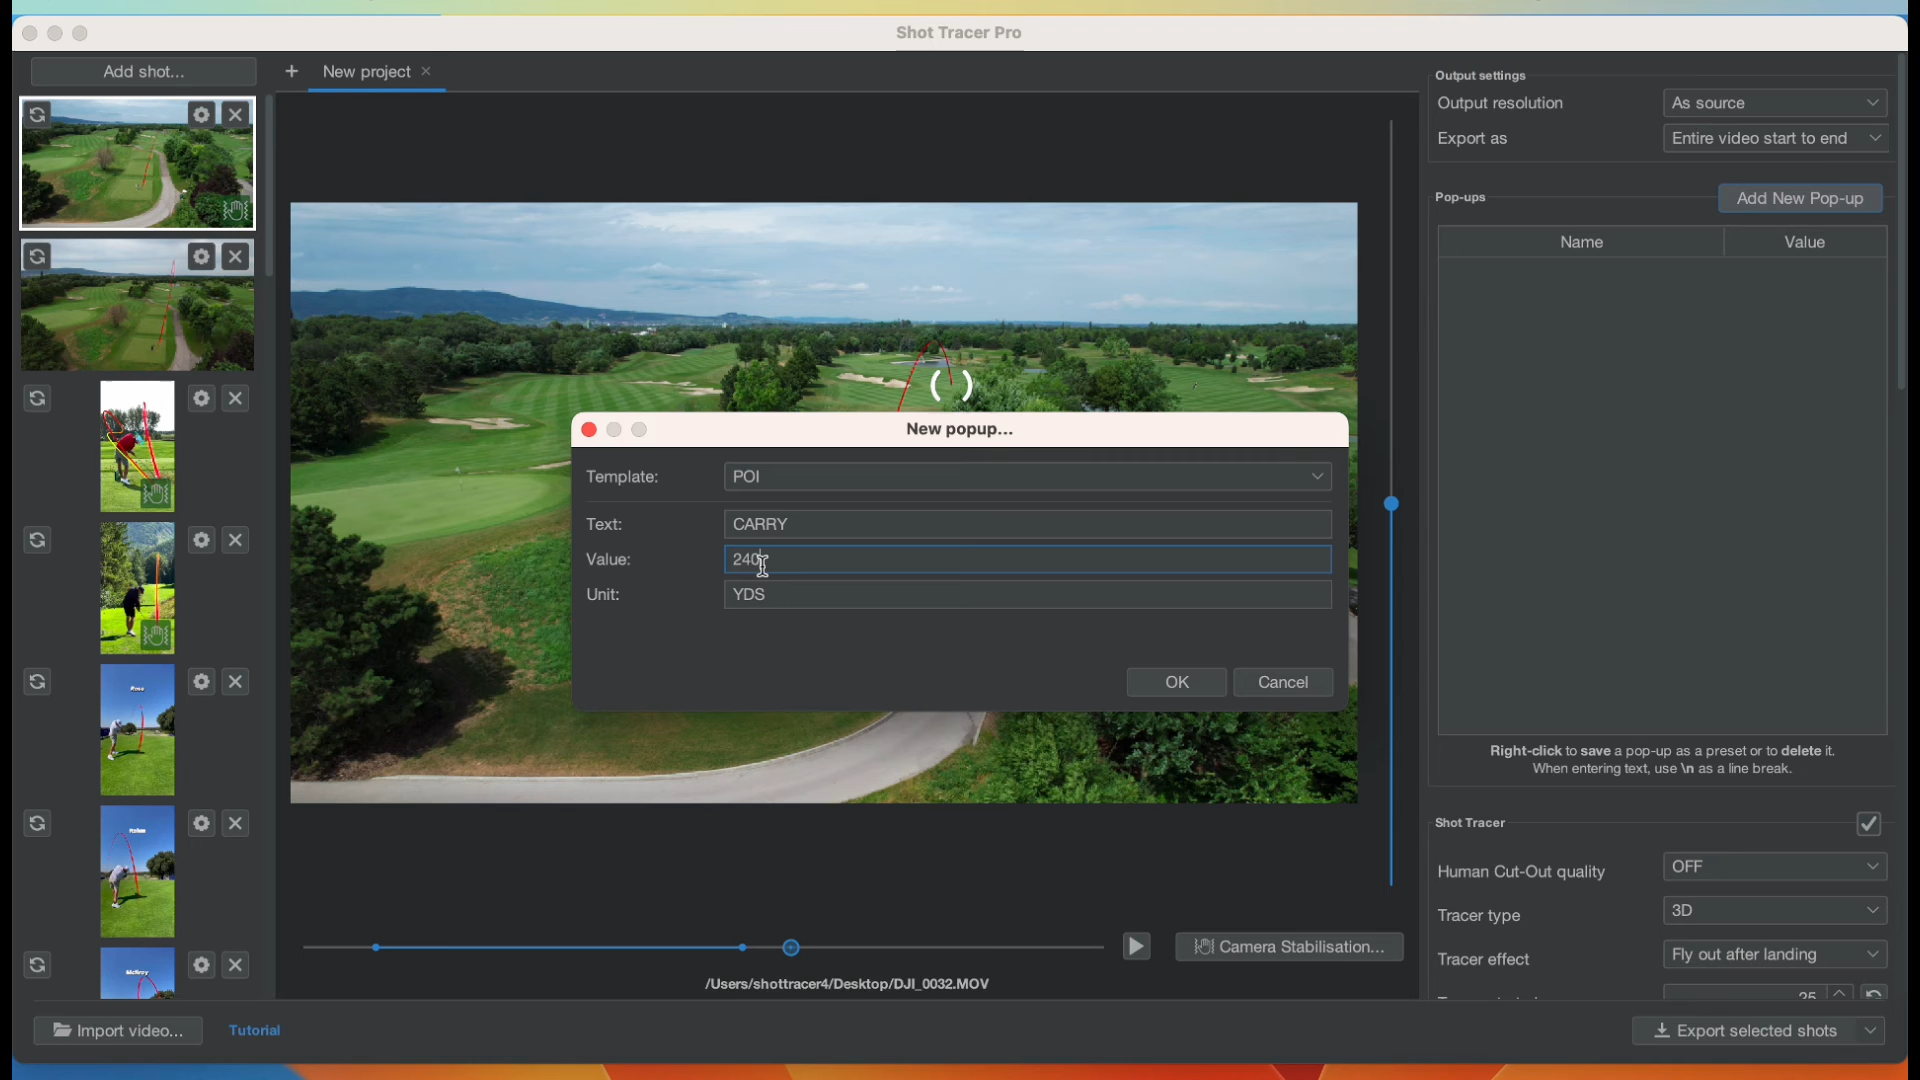 Shot Tracer Pro
Add shot...
+ New project ×
Output settings
Output resolution As source
Export as Entire video start to end
Pop-ups Add New Pop-up
Name Value
New popup...
Template: POI
Text: CARRY
Value: 240
Unit: YDS
OK Cancel
Rose
Right-click to save a pop-up as a preset or to delete it.
When entering text, use \n as a line break.
Shot Tracer
Human Cut-Out quality OFF
Tracer type 3D
Tracer effect Fly out after landing
25
McIlroy
Camera Stabilisation...
/Users/shottracer4/Desktop/DJI_0032.MOV
Import video... Tutorial
Export selected shots